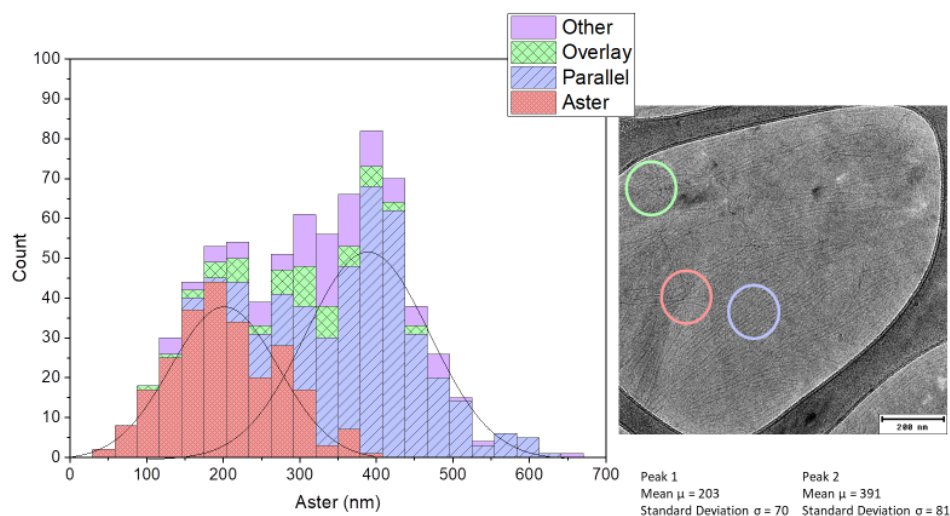 Other
Overlay
Parallel
Aster
100
90
80
70
60
50
40
30
20
10
0
Count
0 100 200 300 400 500 600 700
Aster (nm)
200 nm
Peak 1
Mean μ = 203
Standard Deviation σ = 70
Peak 2
Mean μ = 391
Standard Deviation σ = 81